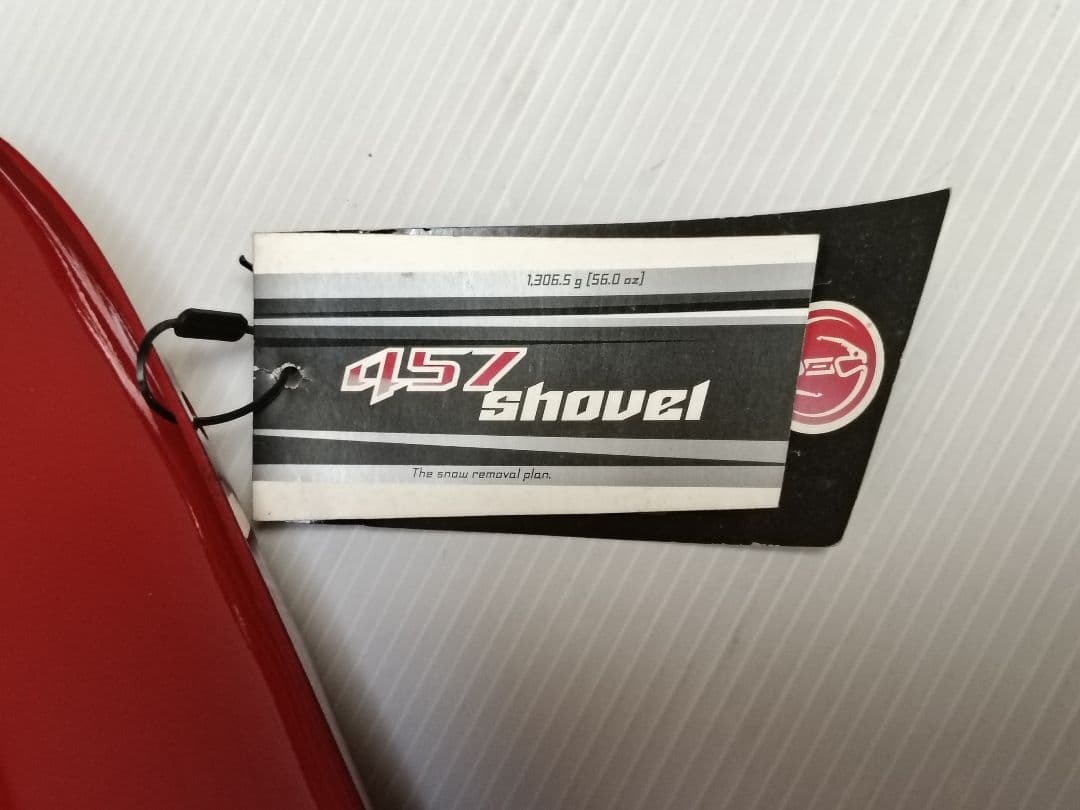 1,306.5 g [56.0 oz]
457
shovel
The snow removal plan.